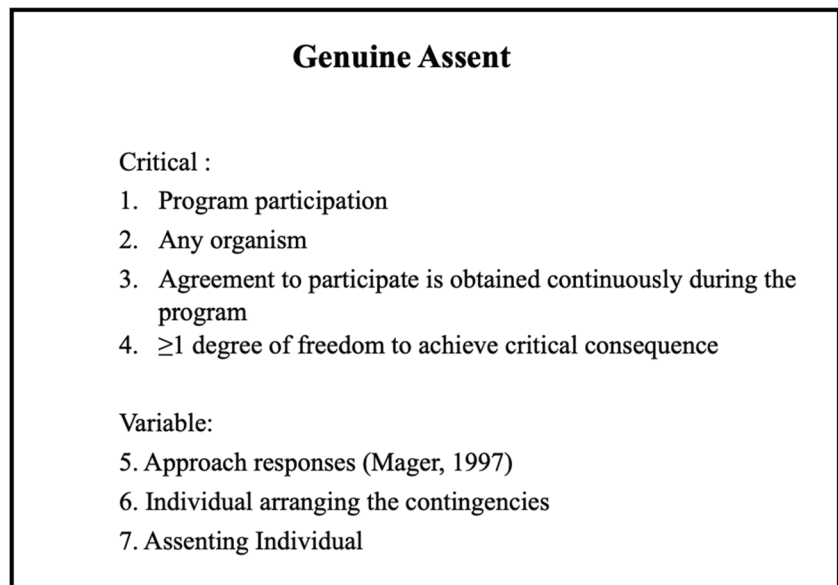 Genuine Assent
Critical :
1. Program participation
2. Any organism
3. Agreement to participate is obtained continuously during the
program
4. ≥1 degree of freedom to achieve critical consequence
Variable:
5. Approach responses (Mager, 1997)
6. Individual arranging the contingencies
7. Assenting Individual